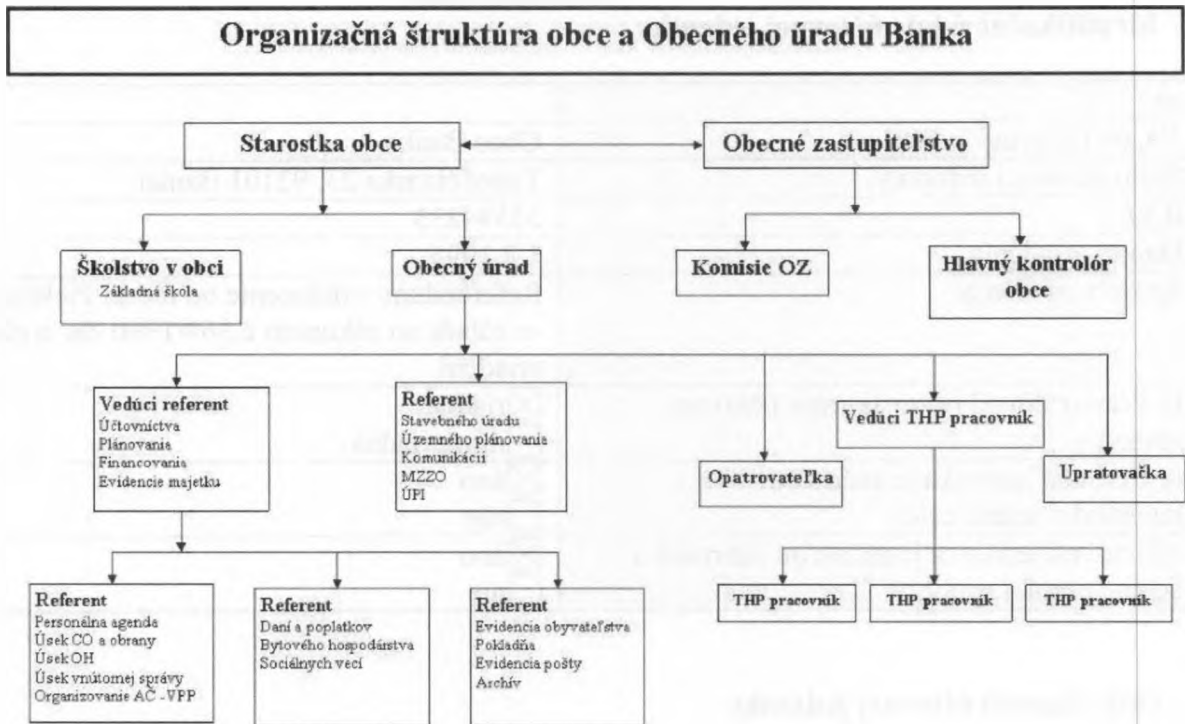 Organizačná štruktúra obce a Obecného úradu Banka
Starostka obce
Obecné zastupiteľstvo
Školstvo v obci
Základná škola
Obecný úrad
Komisie OZ
Hlavný kontrolór
obce
Vedúci referent
Účtovníctva
Plánovania
Financovania
Evidencie majetku
Referent
Stavebného úradu
Územného plánovania
Komunikácií
MZZO
ÚPI
Opatrovateľka
Vedúci THP pracovník
Upratovačka
Referent
Personálna agenda
Úsek CO a obrany
Úsek OH
Úsek vnútornej správy
Organizovanie AČ -VPP
Referent
Daní a poplatkov
Bytového hospodárstva
Sociálnych vecí
Referent
Evidencia obyvateľstva
Pokladňa
Evidencia pošty
Archív
THP pracovník
THP pracovník
THP pracovník